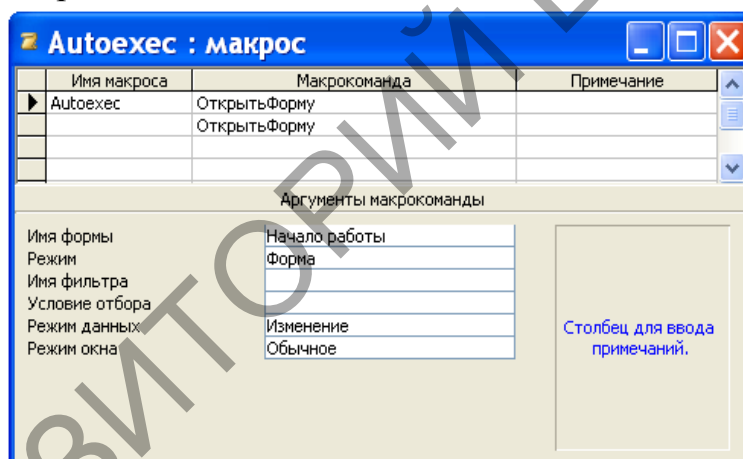 Autoexec : макрос
Имя макроса Макрокоманда Примечание
Autoexec ОткрытьФорму
ОткрытьФорму
Аргументы макрокоманды
Имя формы Начало работы
Режим Форма
Имя фильтра
Условие отбора
Режим данных Изменение
Режим окна Обычное
Столбец для ввода
примечаний.